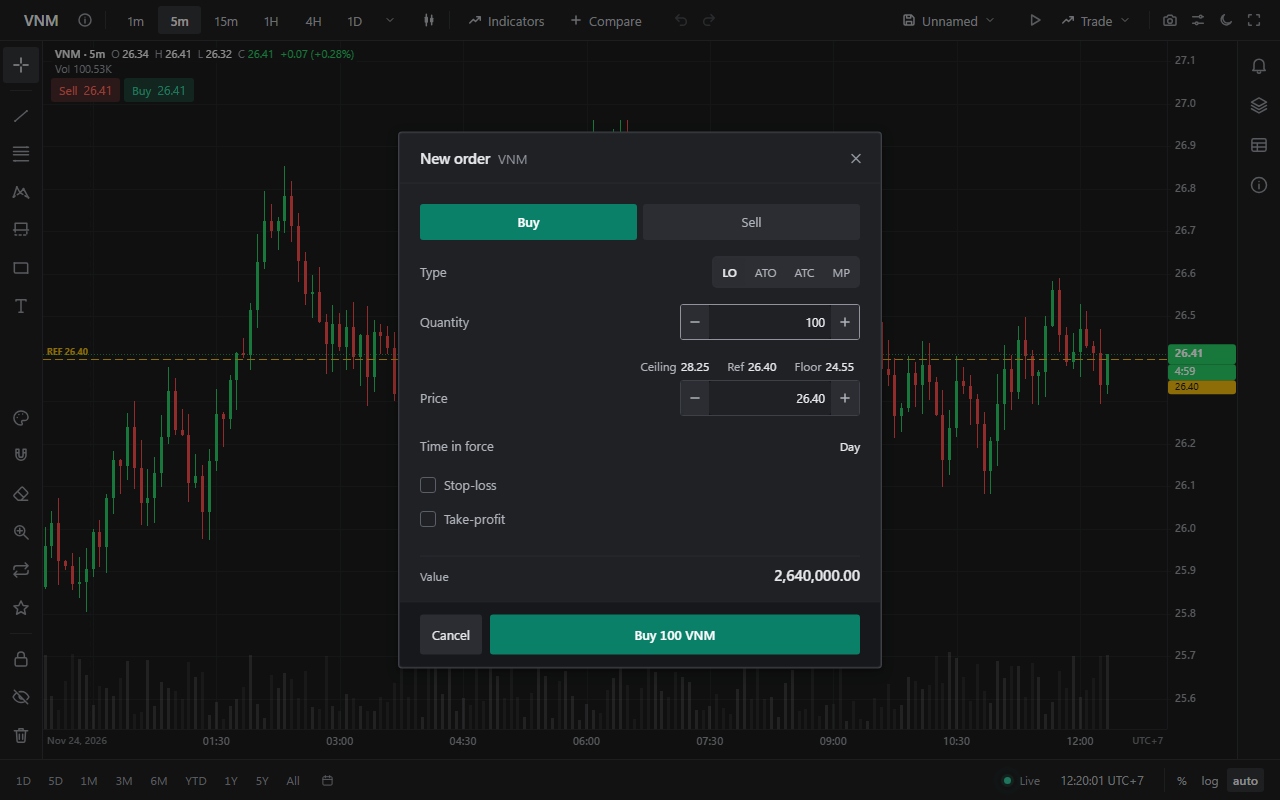 VNM 1m 5m 15m 1H 4H 1D Indicators Compare Unnamed Trade
VNM · 5m O 26.34 H 26.41 L 26.32 C 26.41 +0.07 (+0.28%)
Vol 100.53K
Sell 26.41 Buy 26.41
REF 26.40
New order VNM
Buy Sell
Type LO ATO ATC MP
Quantity − 100 +
Ceiling 28.25 Ref 26.40 Floor 24.55
Price − 26.40 +
Time in force Day
Stop-loss
Take-profit
Value 2,640,000.00
Cancel Buy 100 VNM
27.1
27.0
26.9
26.8
26.7
26.6
26.5
26.41
4:59
26.40
26.2
26.1
26.0
25.9
25.8
25.7
25.6
Nov 24, 2026 01:30 03:00 04:30 06:00 07:30 09:00 10:30 12:00 UTC+7
1D 5D 1M 3M 6M YTD 1Y 5Y All Live 12:20:01 UTC+7 % log auto